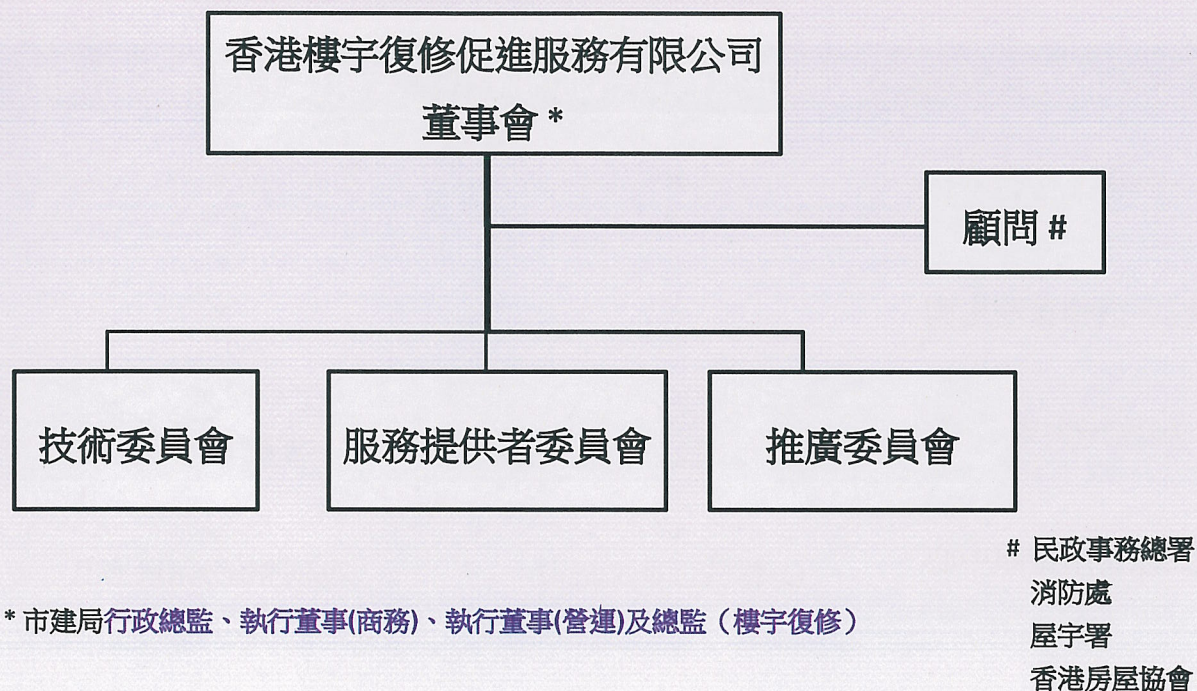 香港樓宇復修促進服務有限公司
董事會 *
顧問 #
技術委員會
服務提供者委員會
推廣委員會
# 民政事務總署
消防處
屋宇署
香港房屋協會
* 市建局行政總監、執行董事(商務)、執行董事(營運)及總監（樓宇復修）